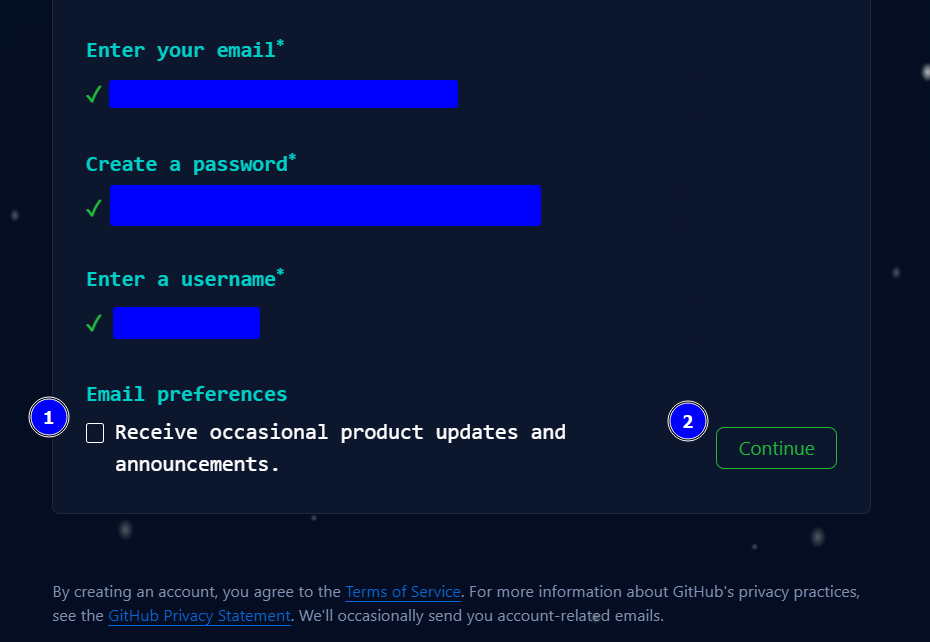 Enter your email*
✓
Create a password*
✓
Enter a username*
✓
Email preferences
1
Receive occasional product updates and
announcements.
2
Continue
By creating an account, you agree to the Terms of Service. For more information about GitHub's privacy practices,
see the GitHub Privacy Statement. We'll occasionally send you account-related emails.